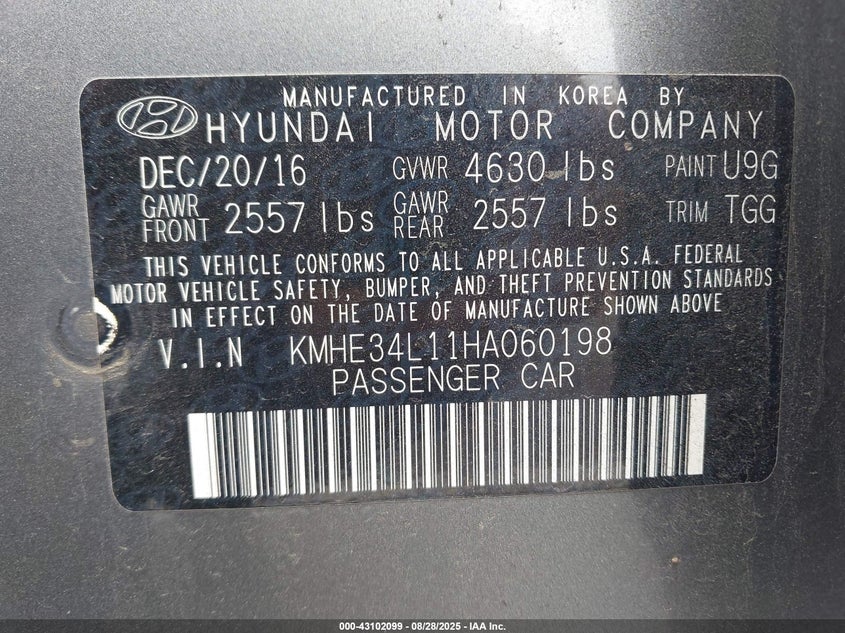 MANUFACTURED IN KOREA BY
HYUNDAI MOTOR COMPANY
DEC/20/16 GVWR 4630 lbs PAINT U9G
GAWR FRONT 2557 lbs GAWR REAR 2557 lbs TRIM TGG
THIS VEHICLE CONFORMS TO ALL APPLICABLE U.S.A. FEDERAL
MOTOR VEHICLE SAFETY, BUMPER, AND THEFT PREVENTION STANDARDS
IN EFFECT ON THE DATE OF MANUFACTURE SHOWN ABOVE
V.I.N KMHE34L11HA060198
PASSENGER CAR
000-43102099 - 08/28/2025 - IAA Inc.